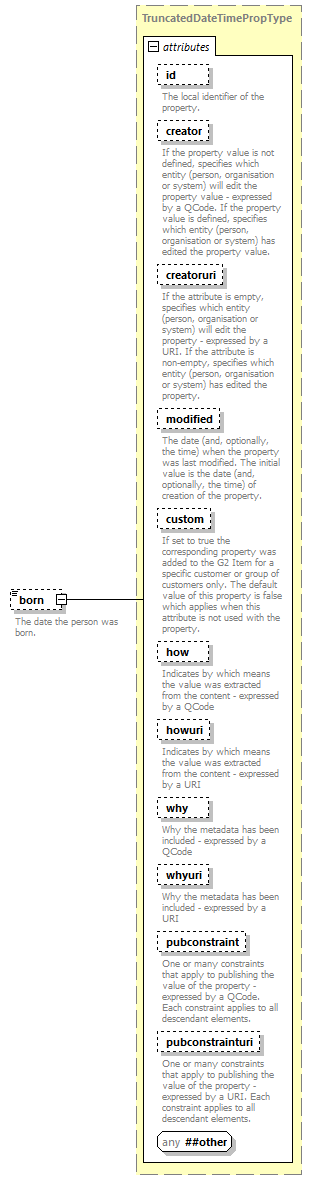 TruncatedDateTimePropType
attributes
id
The local identifier of the
property.
creator
If the property value is not
defined, specifies which
entity (person, organisation
or system) will edit the
property value - expressed
by a QCode. If the property
value is defined, specifies
which entity (person,
organisation or system) has
edited the property value.
creatoruri
If the attribute is empty,
specifies which entity
(person, organisation or
system) will edit the
property - expressed by a
URI. If the attribute is
non-empty, specifies which
entity (person, organisation
or system) has edited the
property.
modified
The date (and, optionally,
the time) when the property
was last modified. The initial
value is the date (and,
optionally, the time) of
creation of the property.
custom
If set to true the
corresponding property was
added to the G2 Item for a
specific customer or group of
customers only. The default
value of this property is false
which applies when this
attribute is not used with the
property.
born
The date the person was
born.
how
Indicates by which means
the value was extracted
from the content - expressed
by a QCode
howuri
Indicates by which means
the value was extracted
from the content - expressed
by a URI
why
Why the metadata has been
included - expressed by a
QCode
whyuri
Why the metadata has been
included - expressed by a
URI
pubconstraint
One or many constraints
that apply to publishing the
value of the property -
expressed by a QCode.
Each constraint applies to all
descendant elements.
pubconstrainturi
One or many constraints
that apply to publishing the
value of the property -
expressed by a URI. Each
constraint applies to all
descendant elements.
any ##other